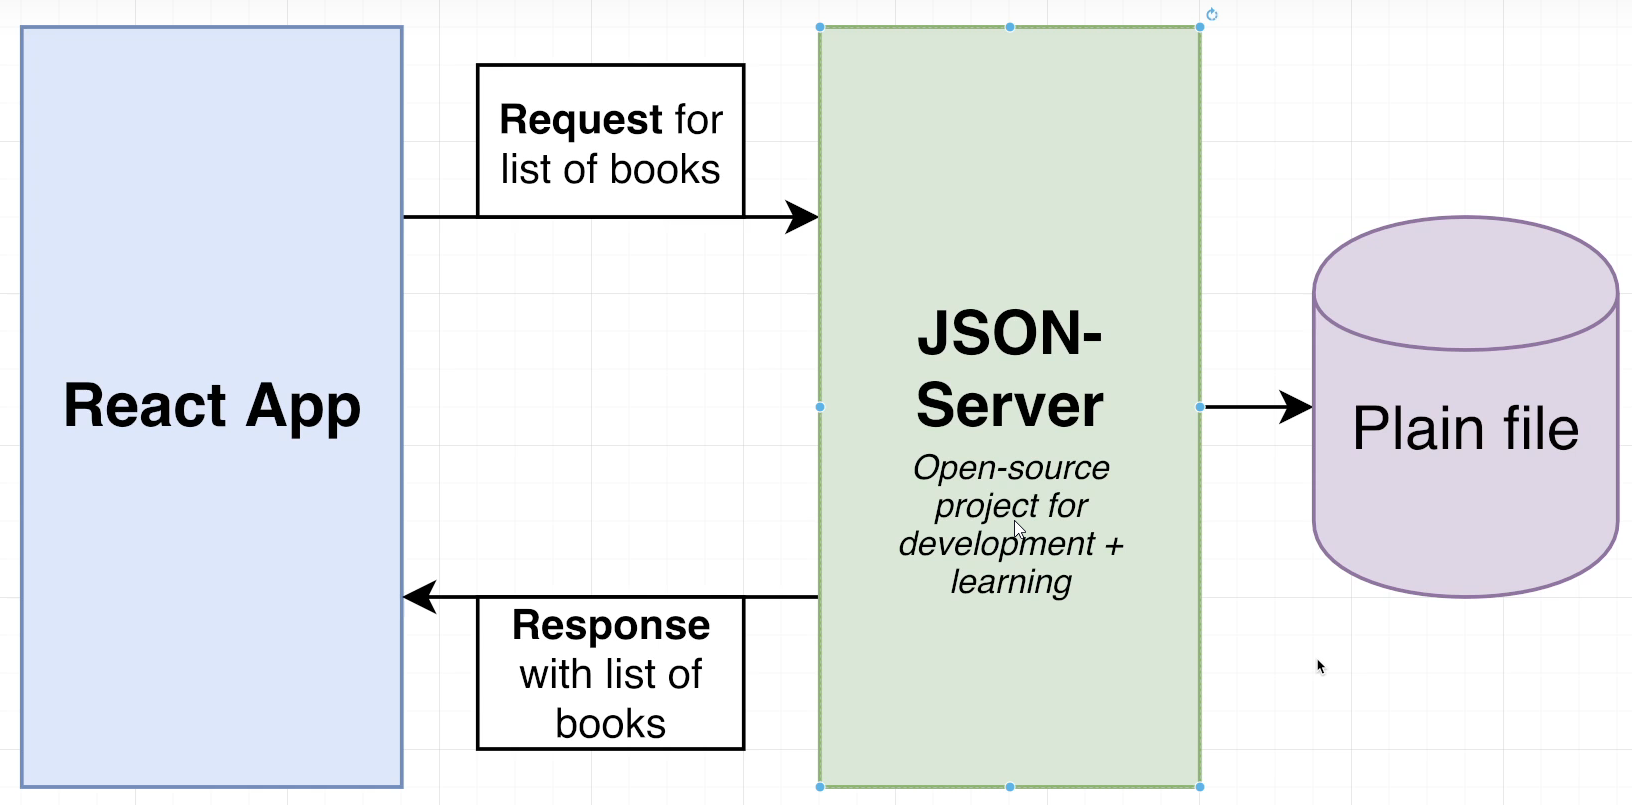 React App
Request for
list of books
Response
with list of
books
JSON-
Server
Open-source
project for
development +
learning
Plain file